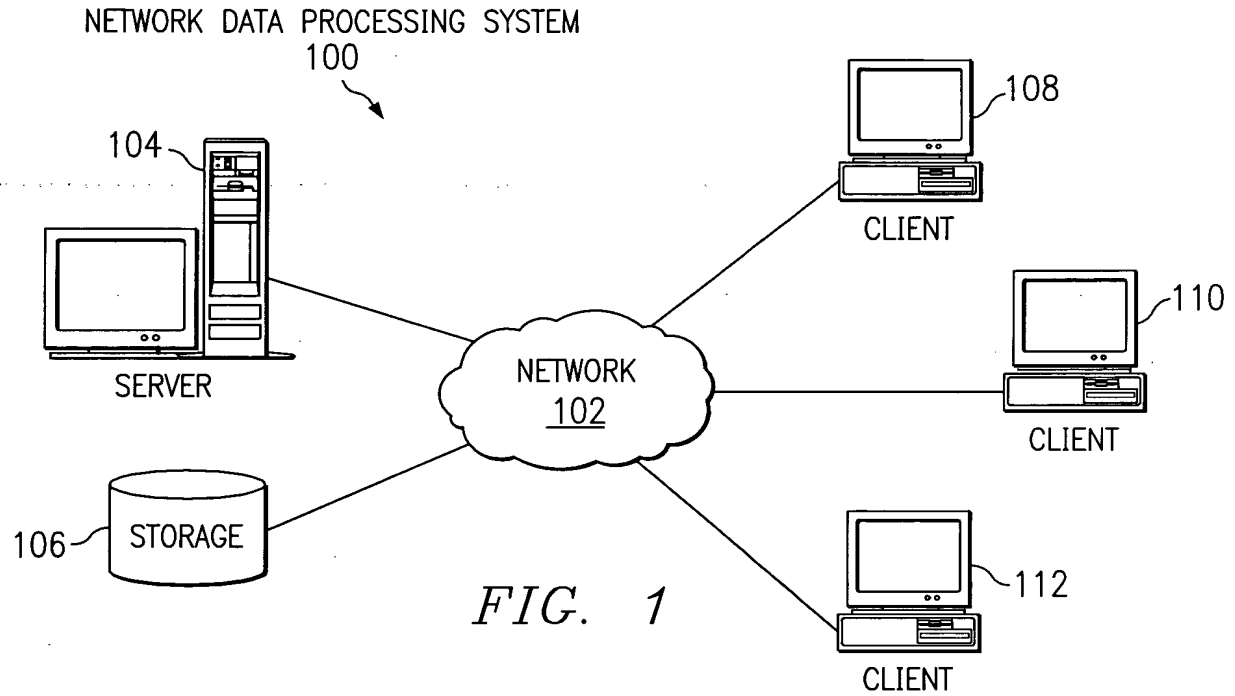 NETWORK DATA PROCESSING SYSTEM
100
104
SERVER
106
STORAGE
NETWORK
102
108
CLIENT
110
CLIENT
112
CLIENT
FIG. 1